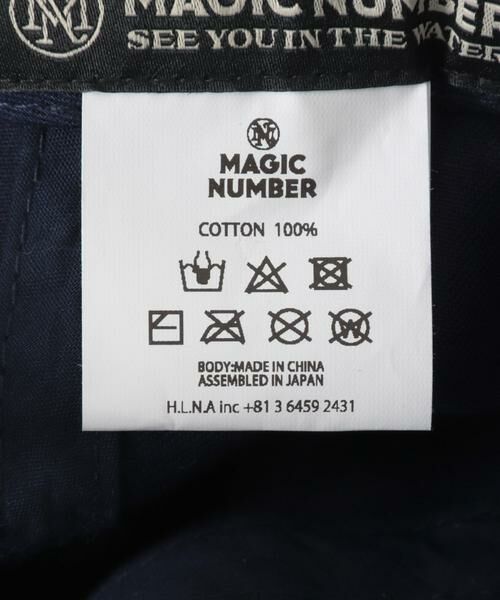 MAGIC NUMBER
SEE YOU IN THE WATER
MAGIC
NUMBER
COTTON 100%
BODY:MADE IN CHINA
ASSEMBLED IN JAPAN
H.L.N.A inc +81 3 6459 2431